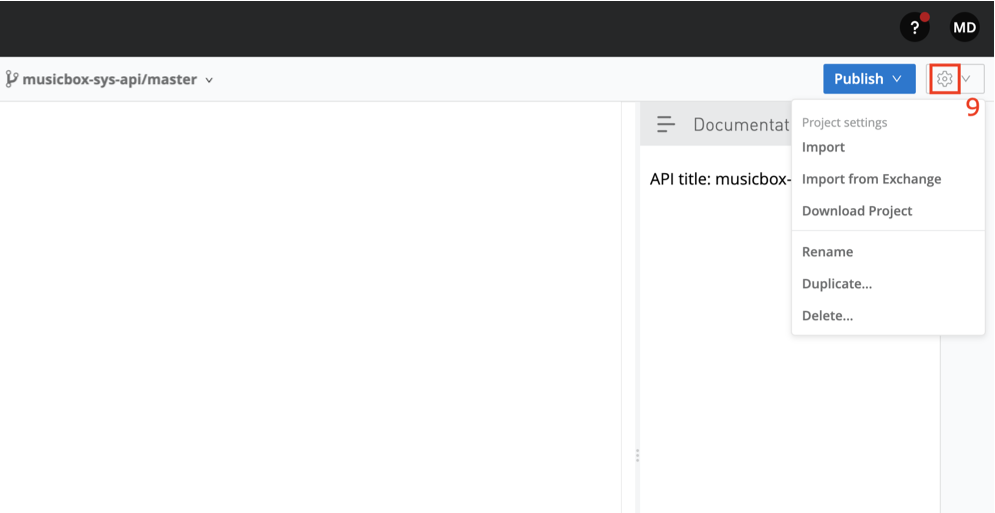 ?
MD
musicbox-sys-api/master
Publish
9
Documentat
API title: musicbox-
Project settings
Import
Import from Exchange
Download Project
Rename
Duplicate...
Delete...